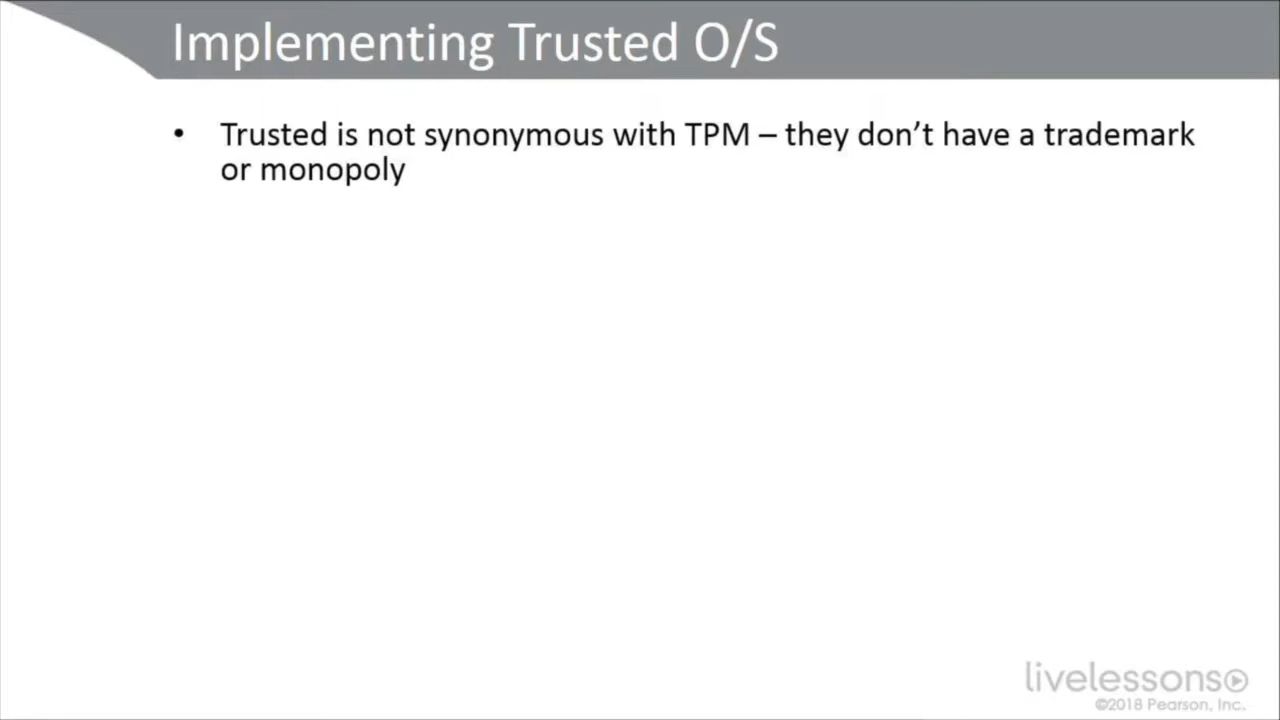 Implementing Trusted O/S
• Trusted is not synonymous with TPM – they don’t have a trademark
or monopoly
livelessons
©2018 Pearson, Inc.